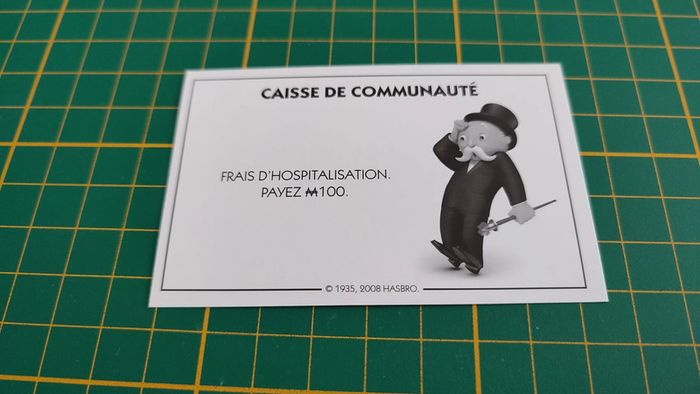 CAISSE DE COMMUNAUTÉ
FRAIS D'HOSPITALISATION.
PAYEZ ₩100.
© 1935, 2008 HASBRO.